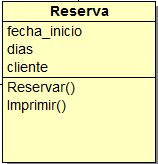 Reserva
fecha_inicio
dias
cliente
Reservar()
Imprimir()